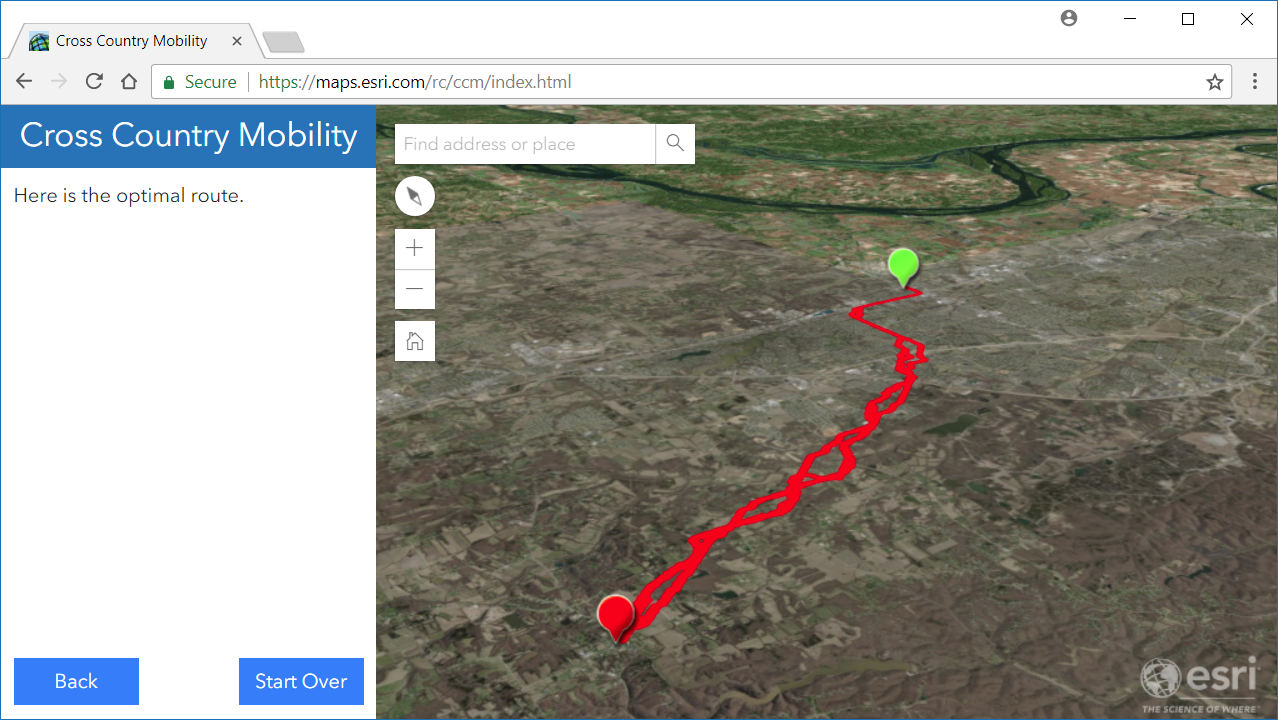 Cross Country Mobility
Secure
https://maps.esri.com/rc/ccm/index.html
Cross Country Mobility
Here is the optimal route.
Back
Start Over
Find address or place
esri
THE SCIENCE OF WHERE™